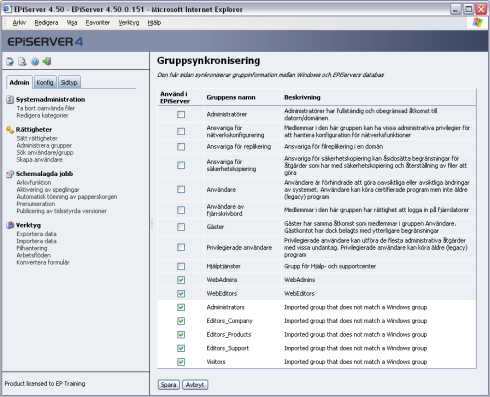 EPiServer 4.50 - EPiServer 4.50.0.151 - Microsoft Internet Explorer
Arkiv Redigera Visa Favoriter Verktyg Hjälp
EPiSERVER 4
Admin Konfig Sidtyp
Systemadministration
Ta bort oanvända filer
Redigera kategorier
Rättigheter
Sätt rättigheter
Administrera grupper
Sök användare/grupp
Skapa användare
Schemalagda jobb
Arkivfunktion
Aktivering av speglingar
Automatisk tömning av papperskorgen
Prenumeration
Publicering av tidsstyrda versioner
Verktyg
Exportera data
Importera data
Filhantering
Arbetsflöden
Konvertera formulär
Product licensed to EP Training
Gruppsynkronisering
Den här sidan synkroniserar gruppinformation mellan Windows och EPiServers databas
Använd i EPiServer Gruppens namn Beskrivning
Administratörer Administratörer har fullständig och obegränsad åtkomst till datorn/domänen
Ansvariga för nätverkskonfigurering Medlemmar i den här gruppen kan ha vissa administrativa privilegier för att hantera konfiguration för nätverksfunktioner
Ansvariga för replikering Ansvariga för filreplikering i en domän
Ansvariga för säkerhetskopiering Ansvariga för säkerhetskopiering kan åsidosätta begränsningar för åtgärder som har med säkerhetskopiering och återställning av filer att göra
Användare Användare är förhindrade att göra oavsiktliga eller avsiktliga ändringar av systemet. Användare kan köra certifierade program men inte äldre (legacy) program
Användare av fjärrskrivbord Medlemmar i den här gruppen har rättighet att logga in på fjärrdatorer
Gäster Gäster har samma åtkomst som medlemmar i gruppen Användare. Gästkontot har dock belagts med ytterligare begränsningar
Privilegierade användare Privilegierade användare kan utföra de flesta administrativa åtgärder med vissa undantag. Privilegierade användare kan köra äldre (legacy) program
Hjälptjänster Grupp för Hjälp- och supportcenter
WebAdmins WebAdmins
WebEditors WebEditors
Administrators Imported group that does not match a Windows group
Editors_Company Imported group that does not match a Windows group
Editors_Products Imported group that does not match a Windows group
Editors_Support Imported group that does not match a Windows group
Visitors Imported group that does not match a Windows group
Spara Avbryt